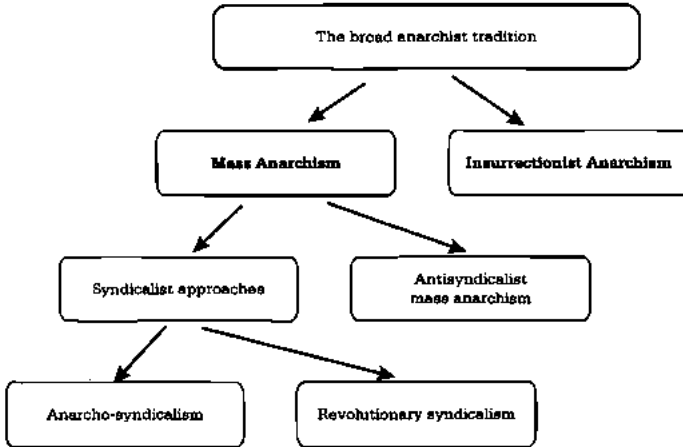 The broad anarchist tradition
Mass Anarchism
Insurrectionist Anarchism
Syndicalist approaches
Antisyndicalist
mass anarchism
Anarcho-syndicalism
Revolutionary syndicalism